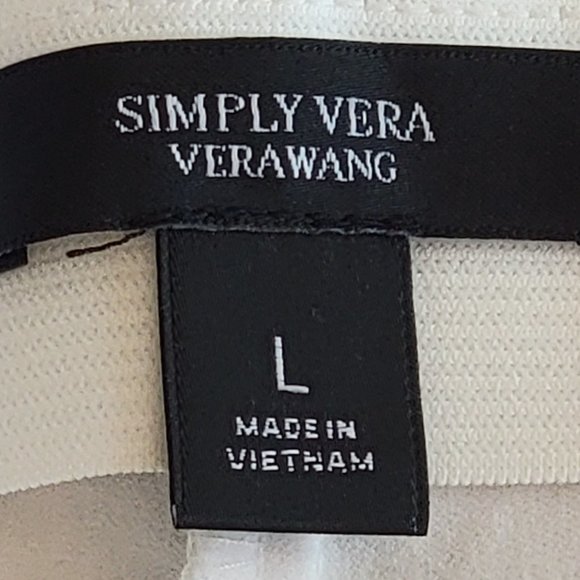 SIMPLY VERA
VERAWANG
L
MADE IN
VIETNAM